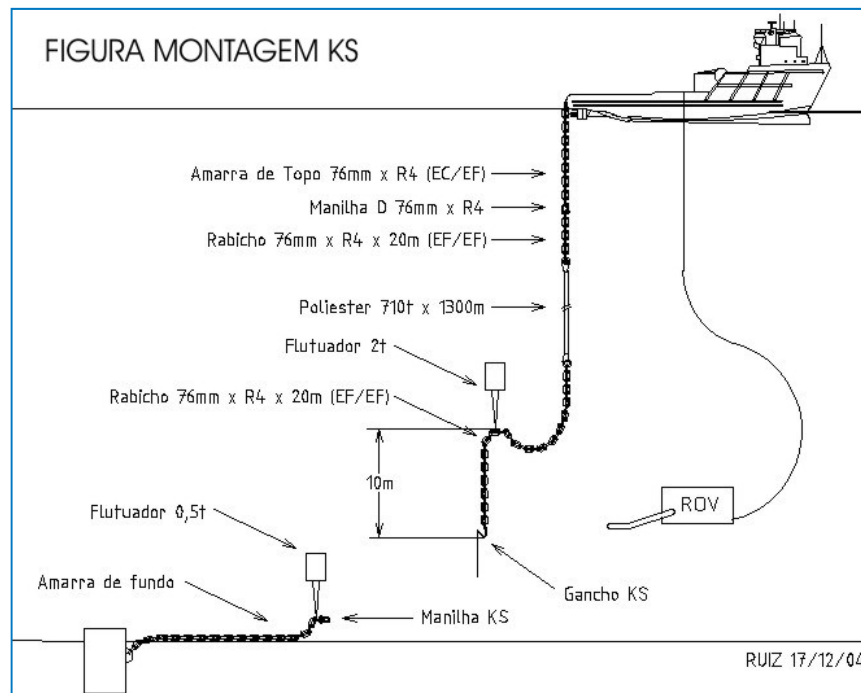 FIGURA MONTAGEM KS
Amarra de Topo 76mm x R4 (EC/EF)
Manilha D 76mm x R4
Rabicho 76mm x R4 x 20m (EF/EF)
Poliester 710t x 1300m
Flutuador 2t
Rabicho 76mm x R4 x 20m (EF/EF)
10m
ROV
Flutuador 0,5t
Gancho KS
Amarra de fundo
Manilha KS
RUIZ 17/12/04